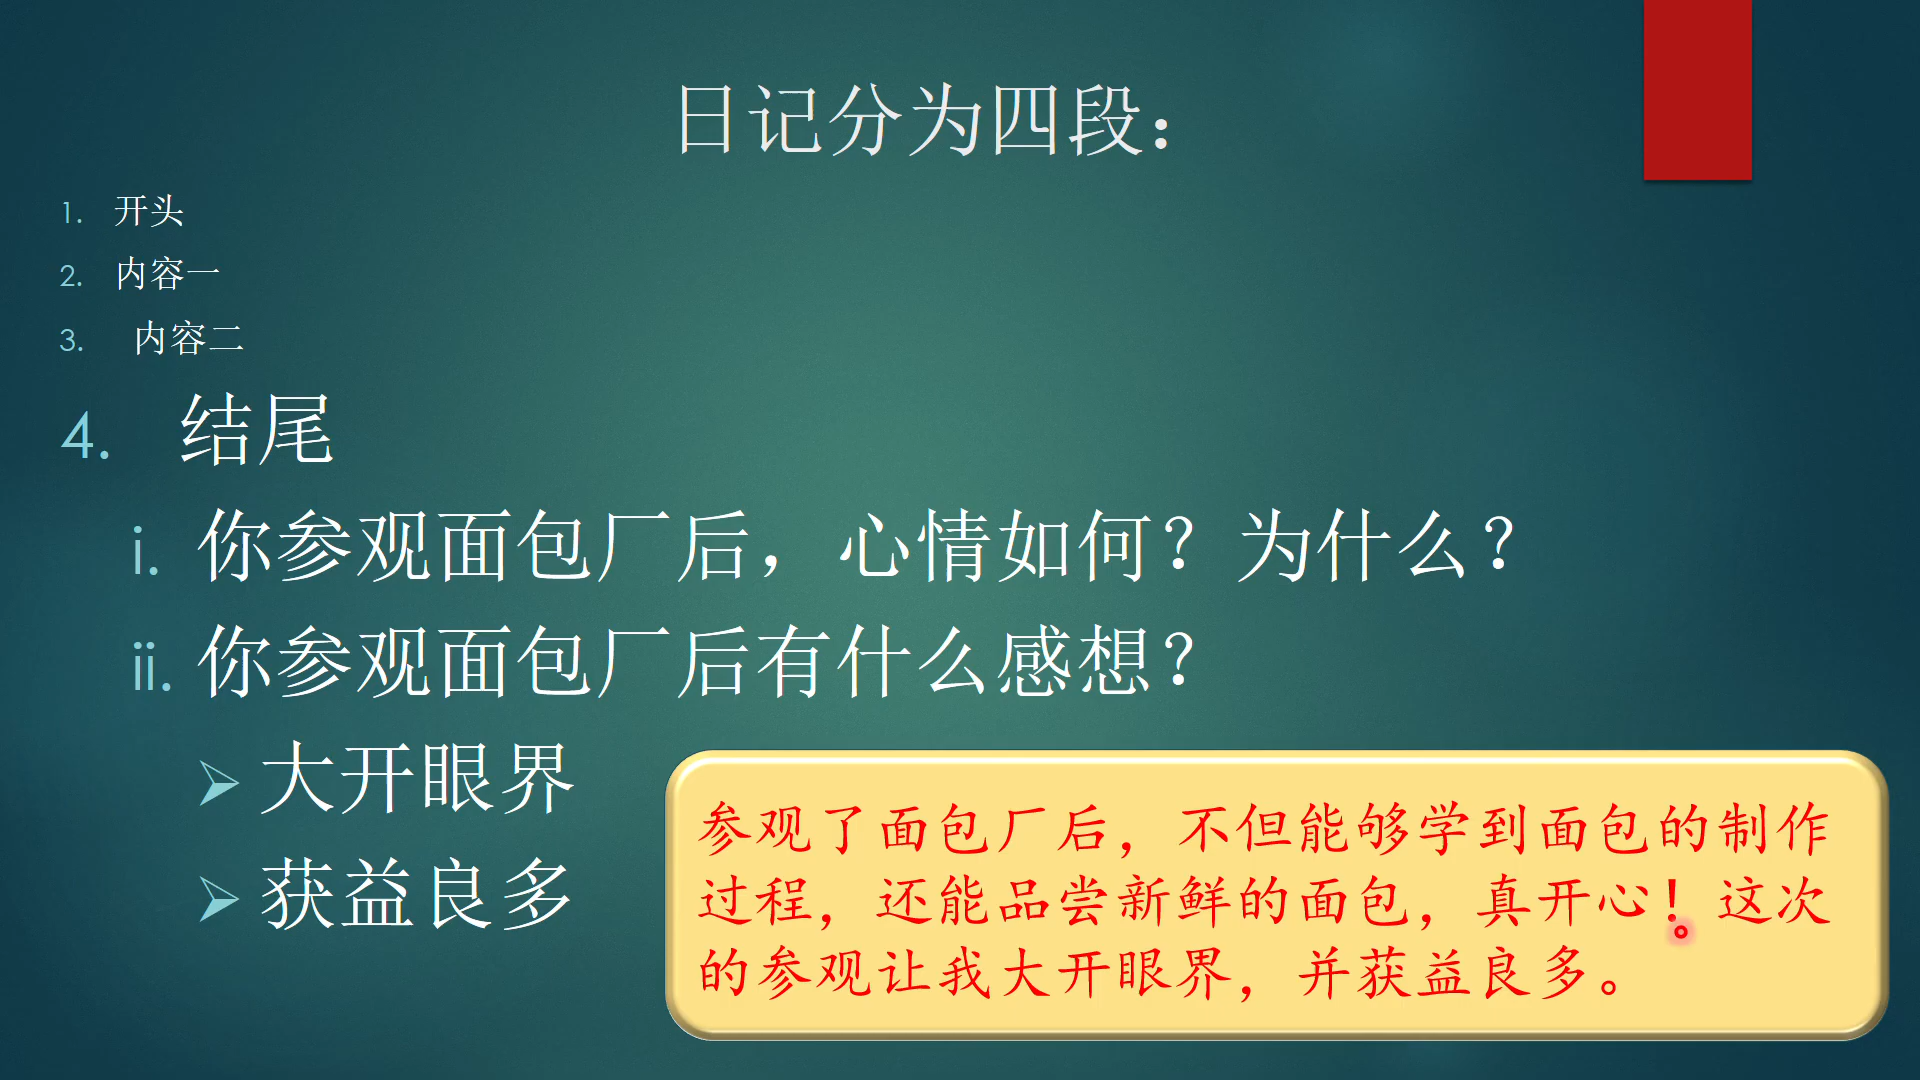 日记分为四段：
1. 开头
2. 内容一
3. 内容二
4. 结尾
i. 你参观面包厂后，心情如何？为什么？
ii. 你参观面包厂后有什么感想？
➢ 大开眼界
➢ 获益良多
参观了面包厂后，不但能够学到面包的制作
过程，还能品尝新鲜的面包，真开心！这次
的参观让我大开眼界，并获益良多。